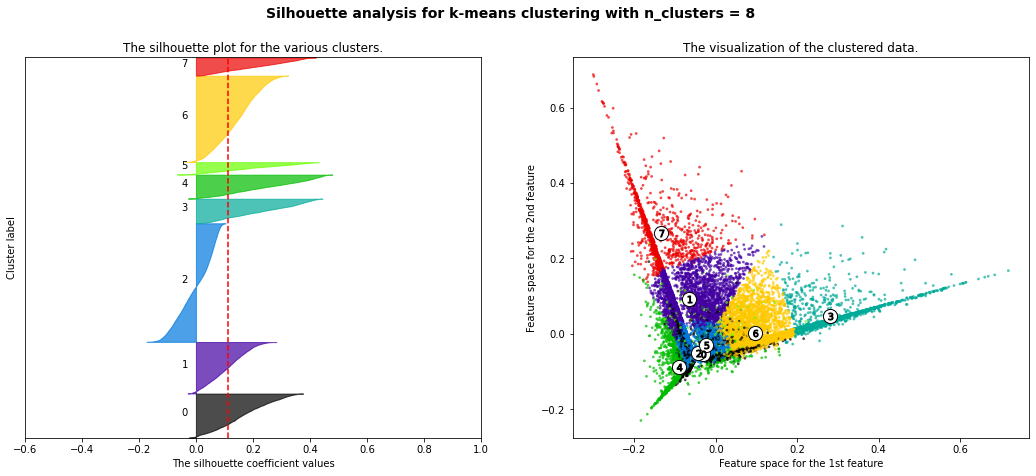 Silhouette analysis for k-means clustering with n_clusters = 8
The silhouette plot for the various clusters.
Cluster label
7
6
5
4
3
2
1
0
−0.6 −0.4 −0.2 0.0 0.2 0.4 0.6 0.8 1.0
The silhouette coefficient values
The visualization of the clustered data.
Feature space for the 2nd feature
0.6
0.4
0.2
0.0
−0.2
7
1
3
6
5
2
0
4
−0.2 0.0 0.2 0.4 0.6
Feature space for the 1st feature